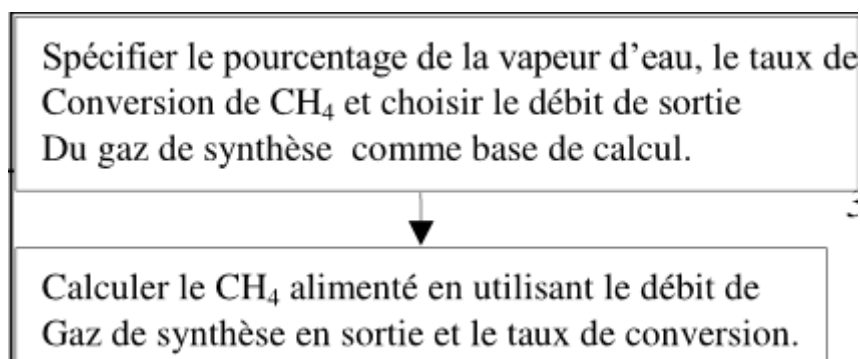 Spécifier le pourcentage de la vapeur d’eau, le taux de
Conversion de CH₄ et choisir le débit de sortie
Du gaz de synthèse comme base de calcul.
Calculer le CH₄ alimenté en utilisant le débit de
Gaz de synthèse en sortie et le taux de conversion.